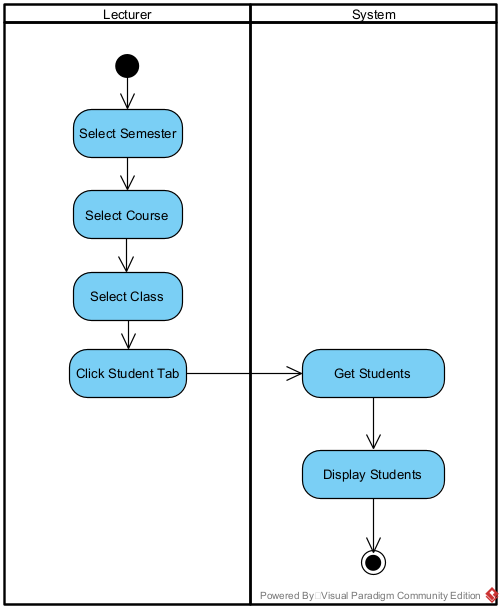 Lecturer
System
Select Semester
Select Course
Select Class
Click Student Tab
Get Students
Display Students
Powered By Visual Paradigm Community Edition